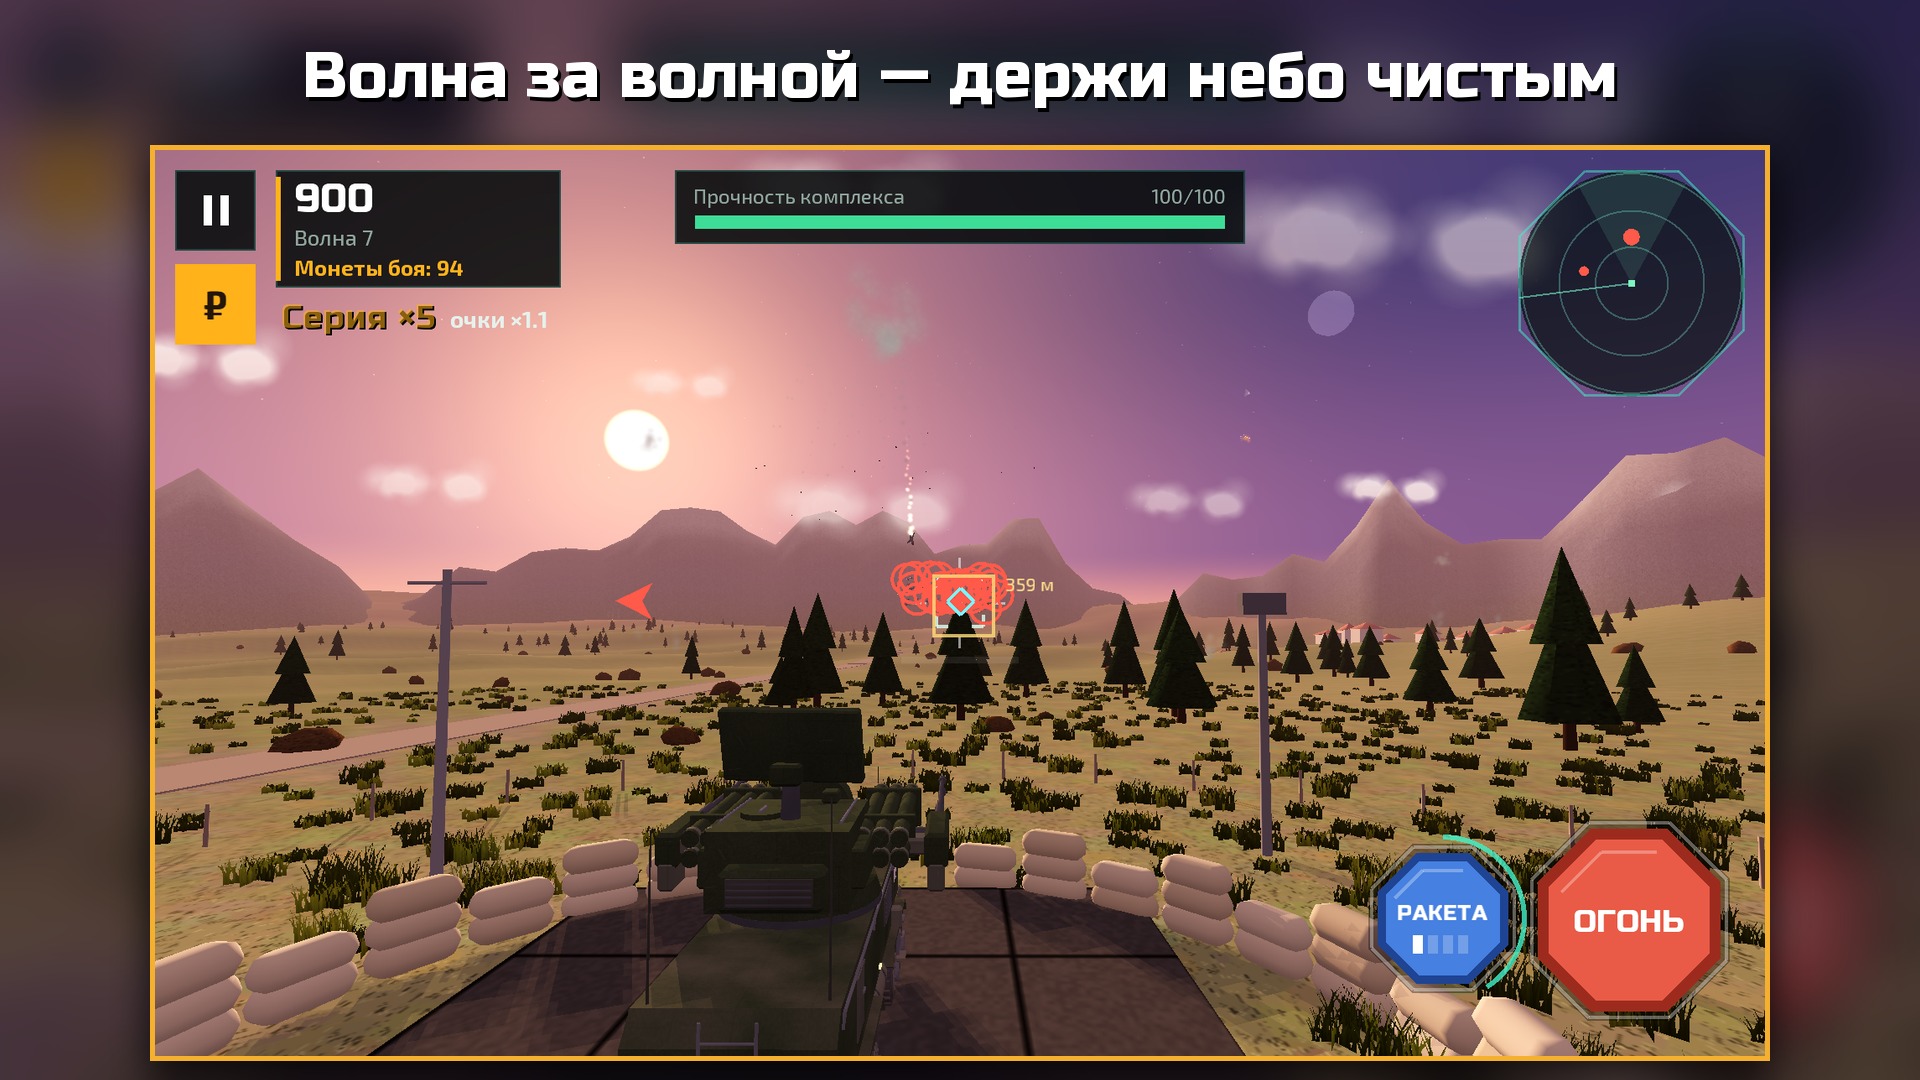 Волна за волной — держи небо чистым
900
Волна 7
Монеты боя: 94
₽
Серия ×5 очки ×1.1
Прочность комплекса 100/100
359 м
РАКЕТА
ОГОНЬ